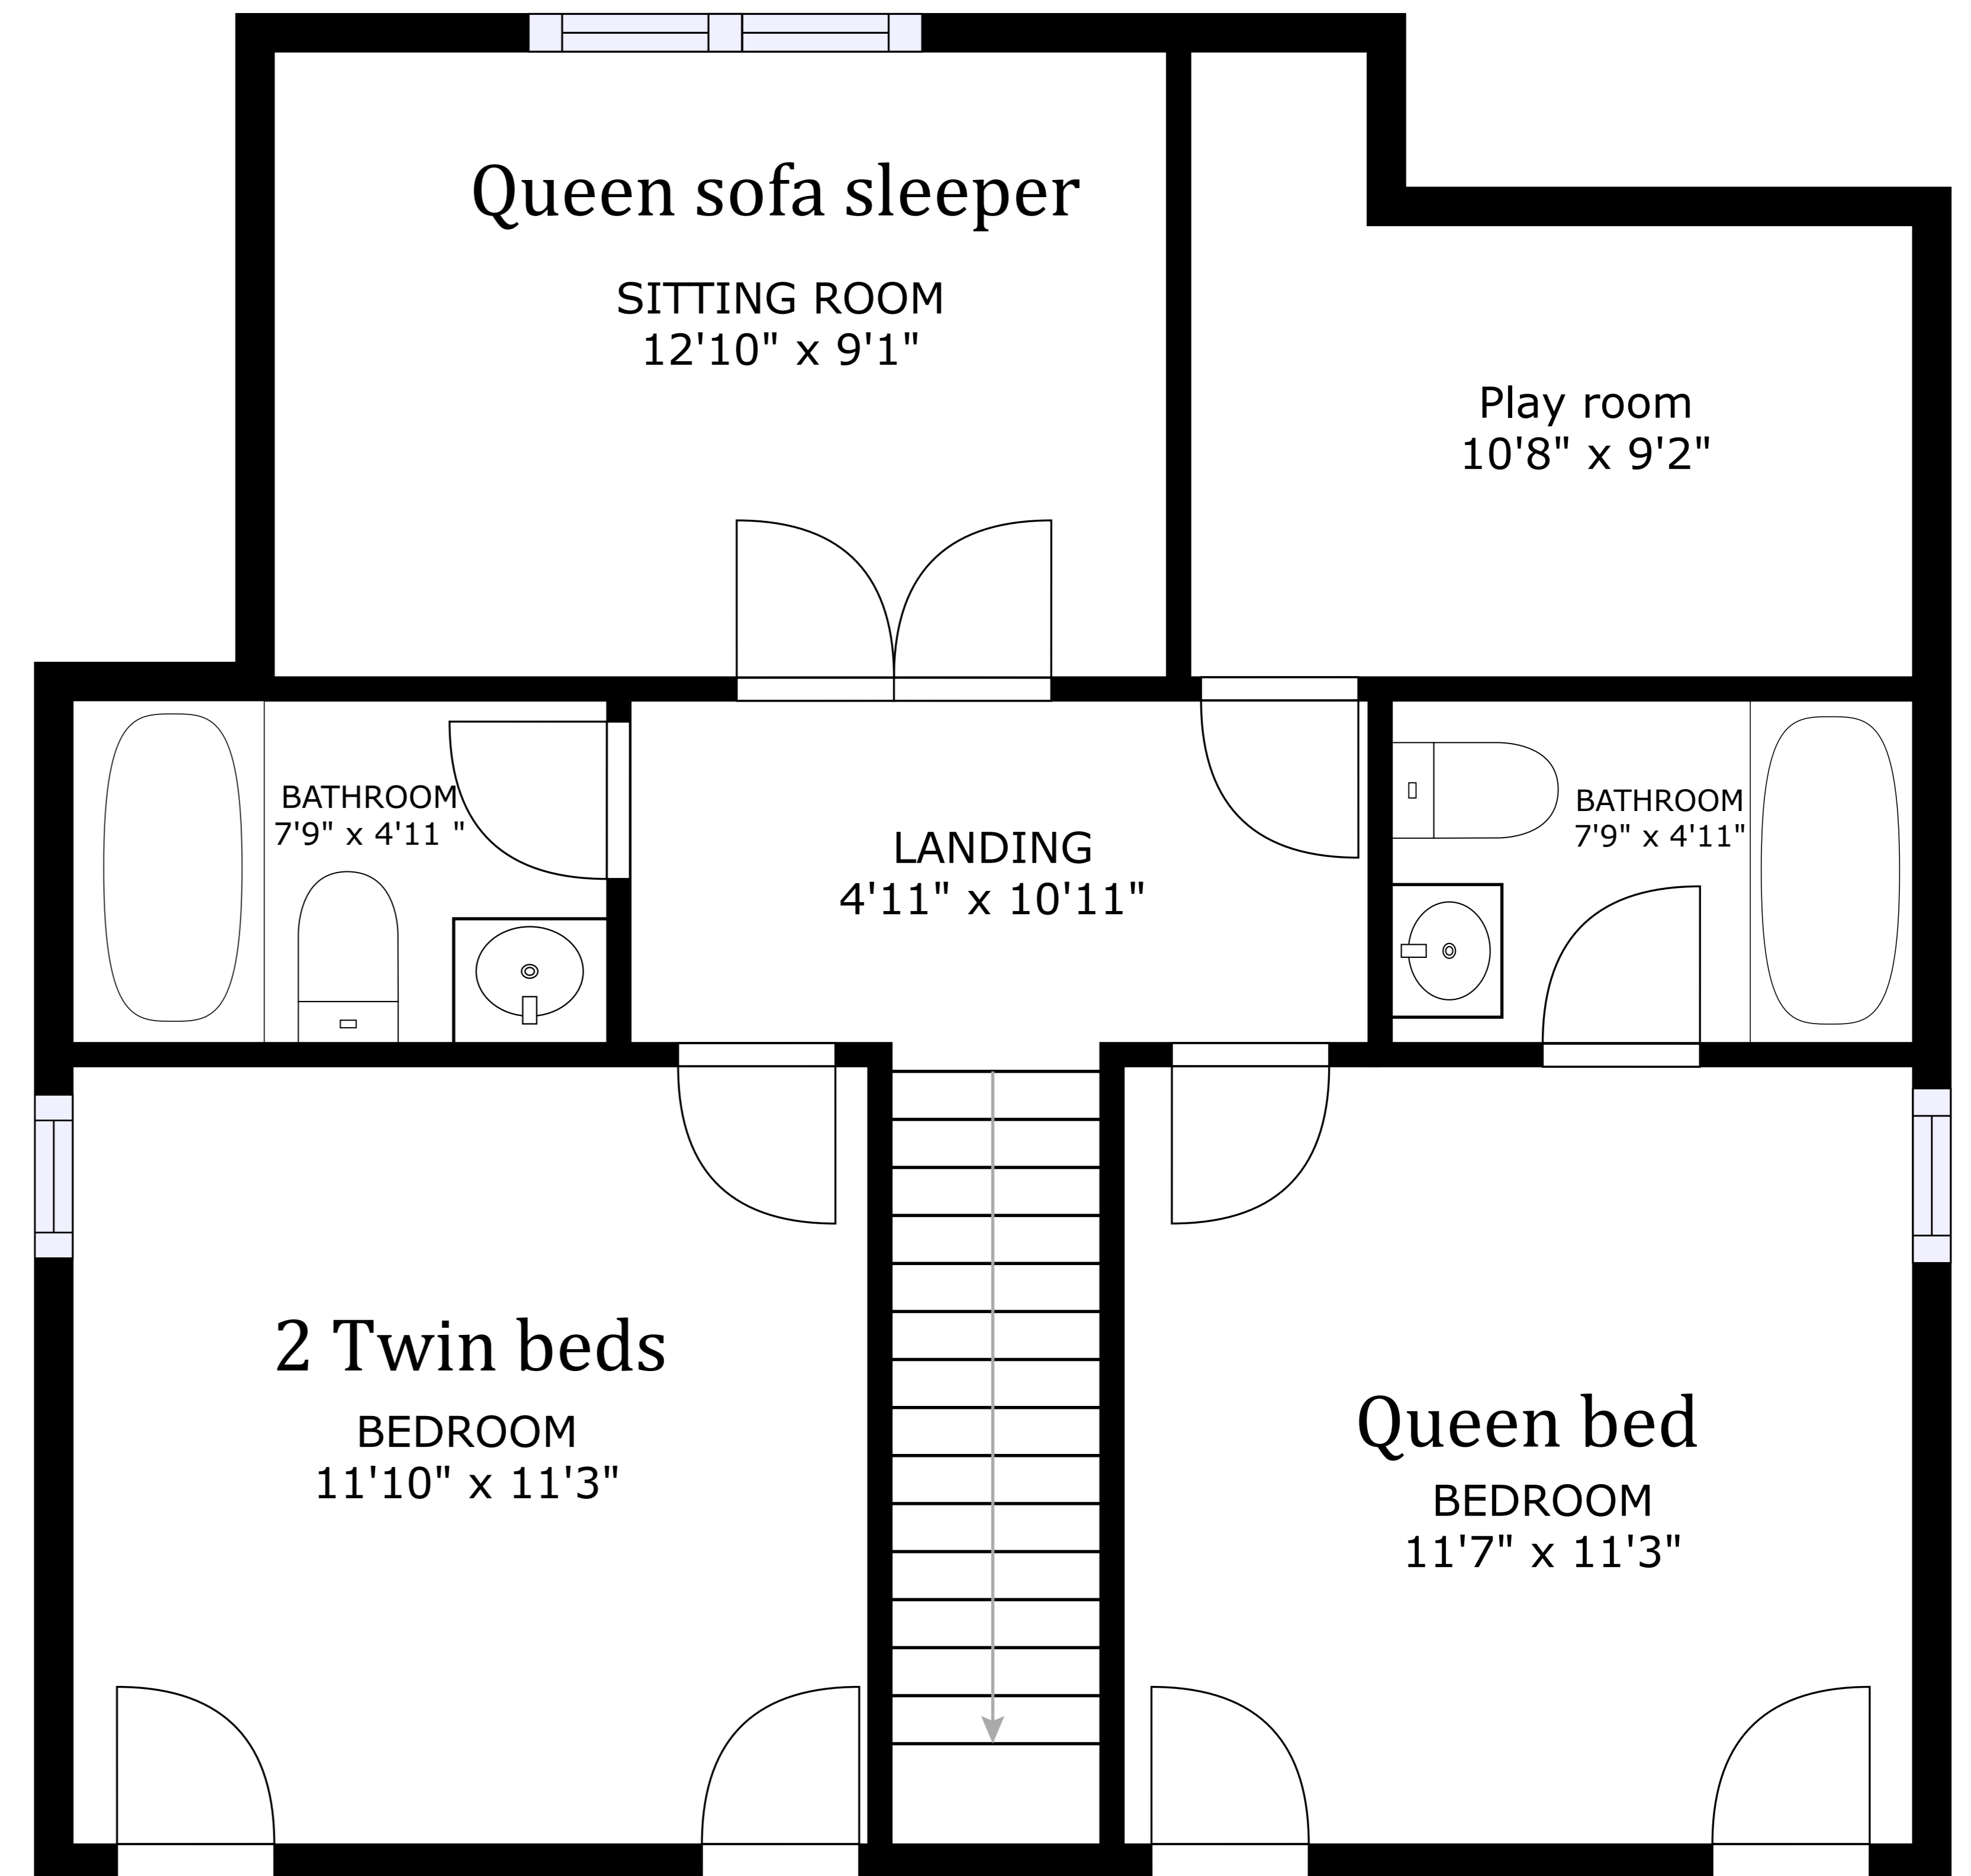 Queen sofa sleeper
SITTING ROOM
12'10" x 9'1"
Play room
10'8" x 9'2"
BATHROOM
7'9" x 4'11 "
LANDING
4'11" x 10'11"
BATHROOM
7'9" x 4'11"
2 Twin beds
BEDROOM
11'10" x 11'3"
Queen bed
BEDROOM
11'7" x 11'3"